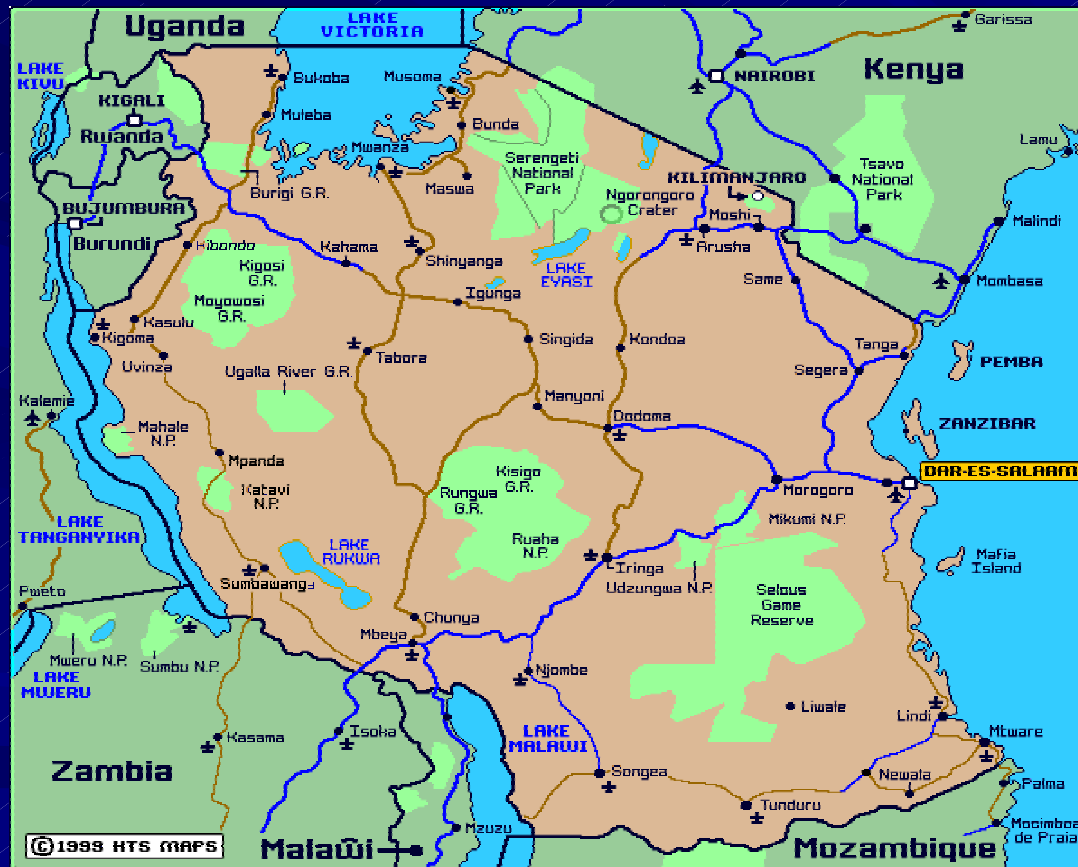 Uganda
LAKE
VICTORIA
Garissa
LAKE
KIVU
Bukoba
Musoma
NAIROBI
Kenya
KIGALI
Rwanda
Muleba
Bunda
Lamu
Mwanza
Serengeti
National
Park
Maswa
Tsavo
National
Park
KILIMANJARO
Burigi G.R.
Ngorongoro
Crater
Moshi
BUJUMBURA
Burundi
Malindi
Kibondo
Kahama
Arusha
Shinyanga
Kigosi
G.R.
LAKE
EYASI
Same
Mombasa
Moyowosi
G.R.
Igunga
Kasulu
Kigoma
Singida
Kondoa
Tanga
Uvinza
Tabora
PEMBA
Ugalla River G.R.
Segera
Kalemie
Manyoni
Dodoma
ZANZIBAR
Mahale
N.P.
Mpanda
DAR-ES-SALAAM
Kisigo
G.R.
Katavi
N.P.
Rungwa
G.R.
Morogoro
Mikumi N.P.
LAKE
TANGANYIKA
Ruaha
N.P.
LAKE
RUKWA
Iringa
Mafia
Island
Udzungwa N.P.
Sumbawang
Selous
Game
Reserve
Pweto
Chunya
Mbeya
Mweru N.P.
Sumbu N.P.
Njombe
LAKE
MWERU
Liwale
Lindi
Kasama
Isoka
LAKE
MALAWI
Mtware
Zambia
Songea
Newala
Palma
Tunduru
Mzuzu
Mocimboa
de Praia
©1999 HTS MAPS
Malaŵi
Mozambique